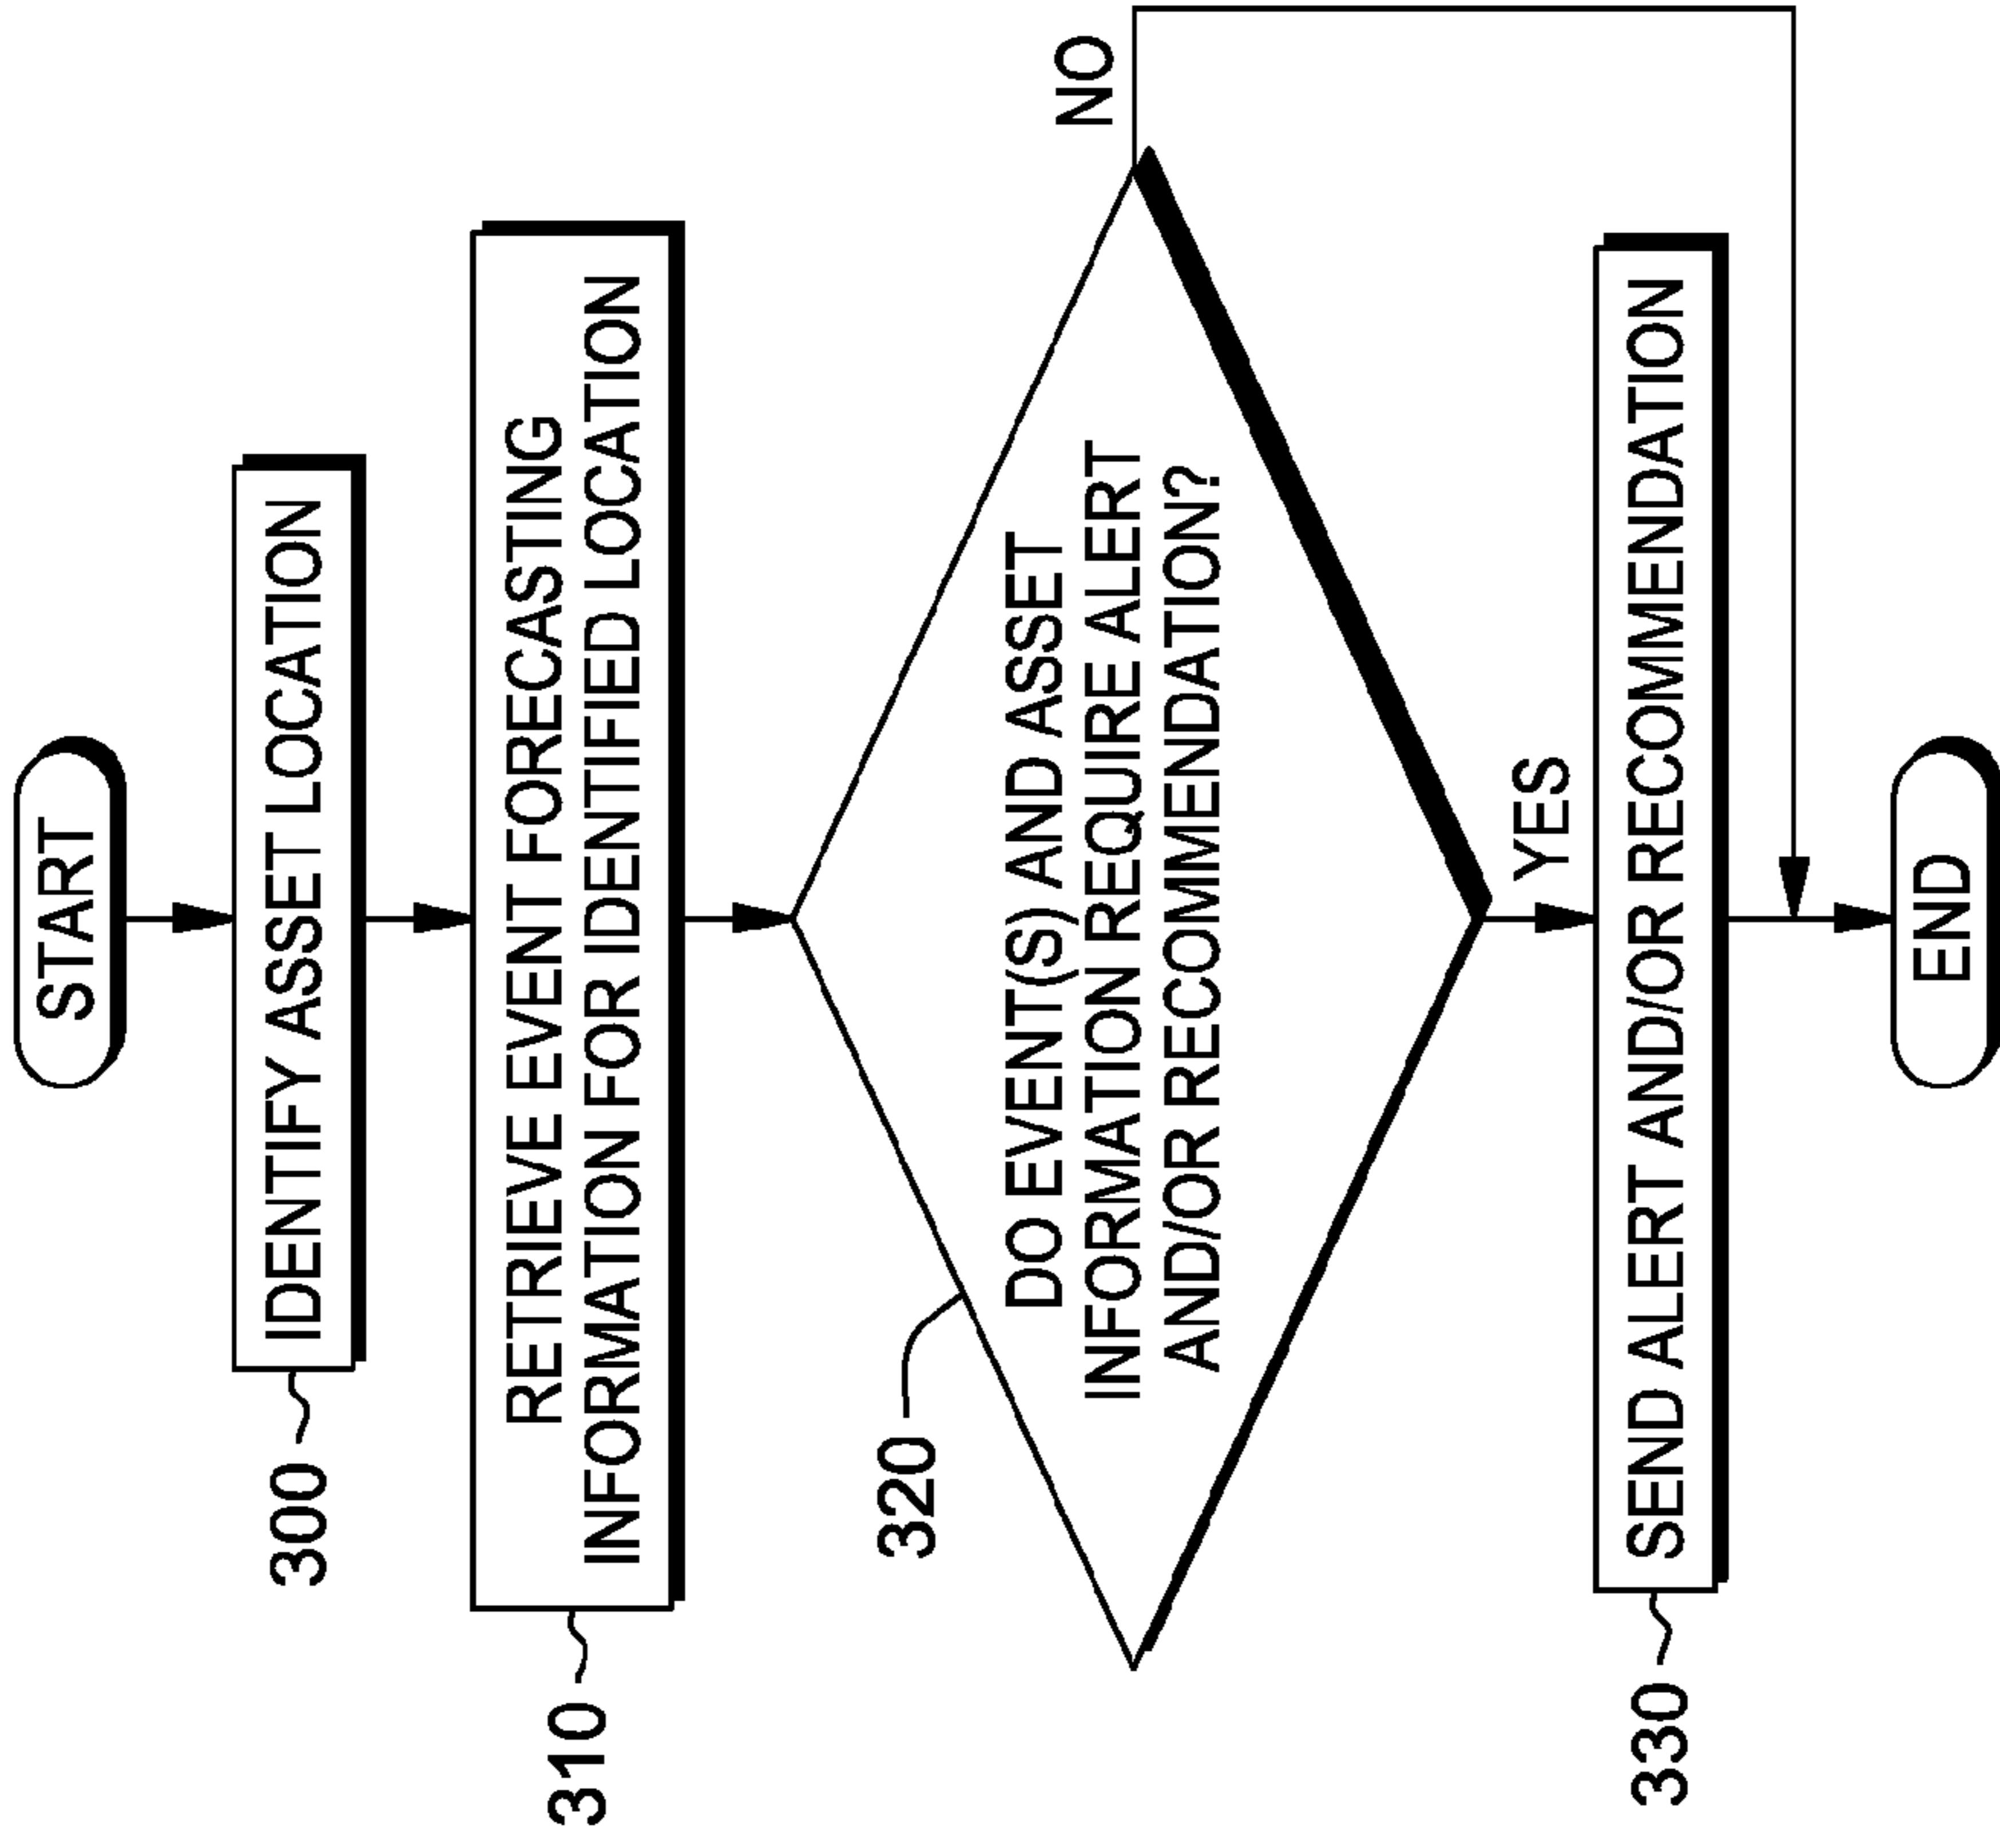 START
300
IDENTIFY ASSET LOCATION
310
RETRIEVE EVENT FORECASTING
INFORMATION FOR IDENTIFIED LOCATION
320
DO EVENT(S) AND ASSET
INFORMATION REQUIRE ALERT
AND/OR RECOMMENDATION?
NO
YES
330
SEND ALERT AND/OR RECOMMENDATION
END